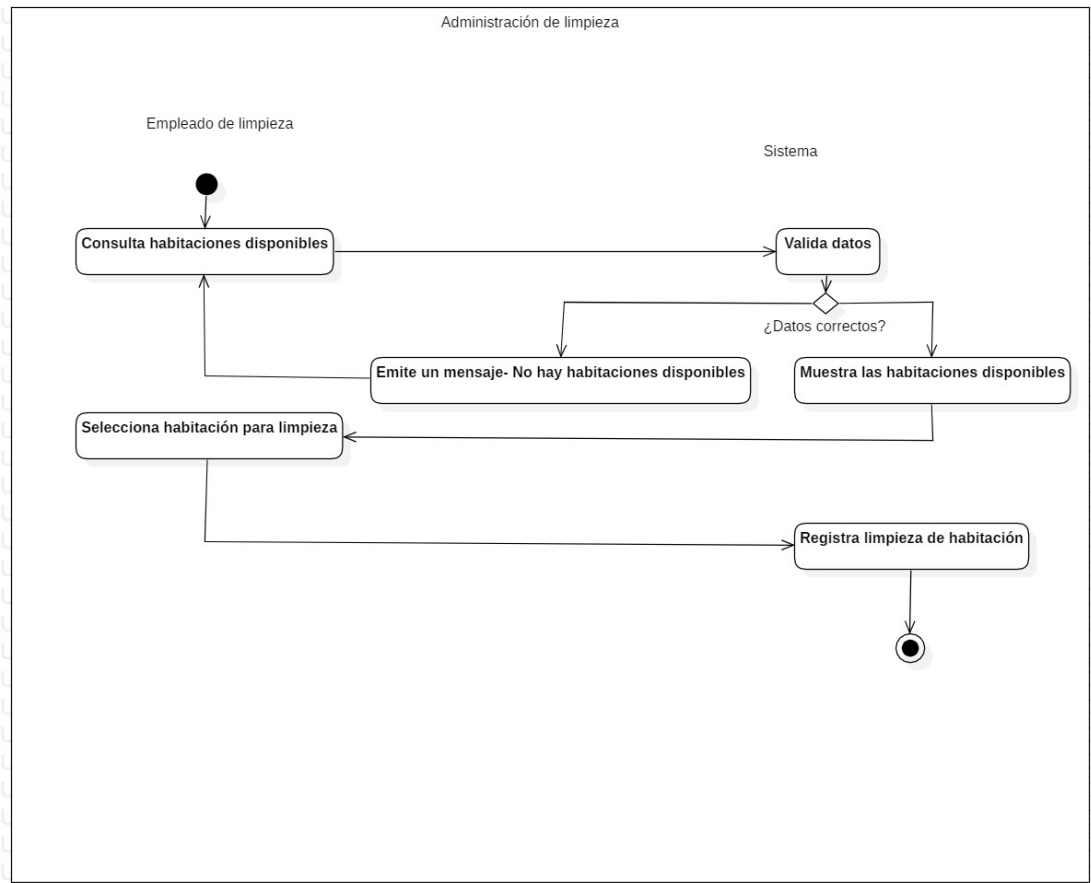 Administración de limpieza
Empleado de limpieza
Sistema
Consulta habitaciones disponibles
Valida datos
¿Datos correctos?
Emite un mensaje- No hay habitaciones disponibles
Muestra las habitaciones disponibles
Selecciona habitación para limpieza
Registra limpieza de habitación